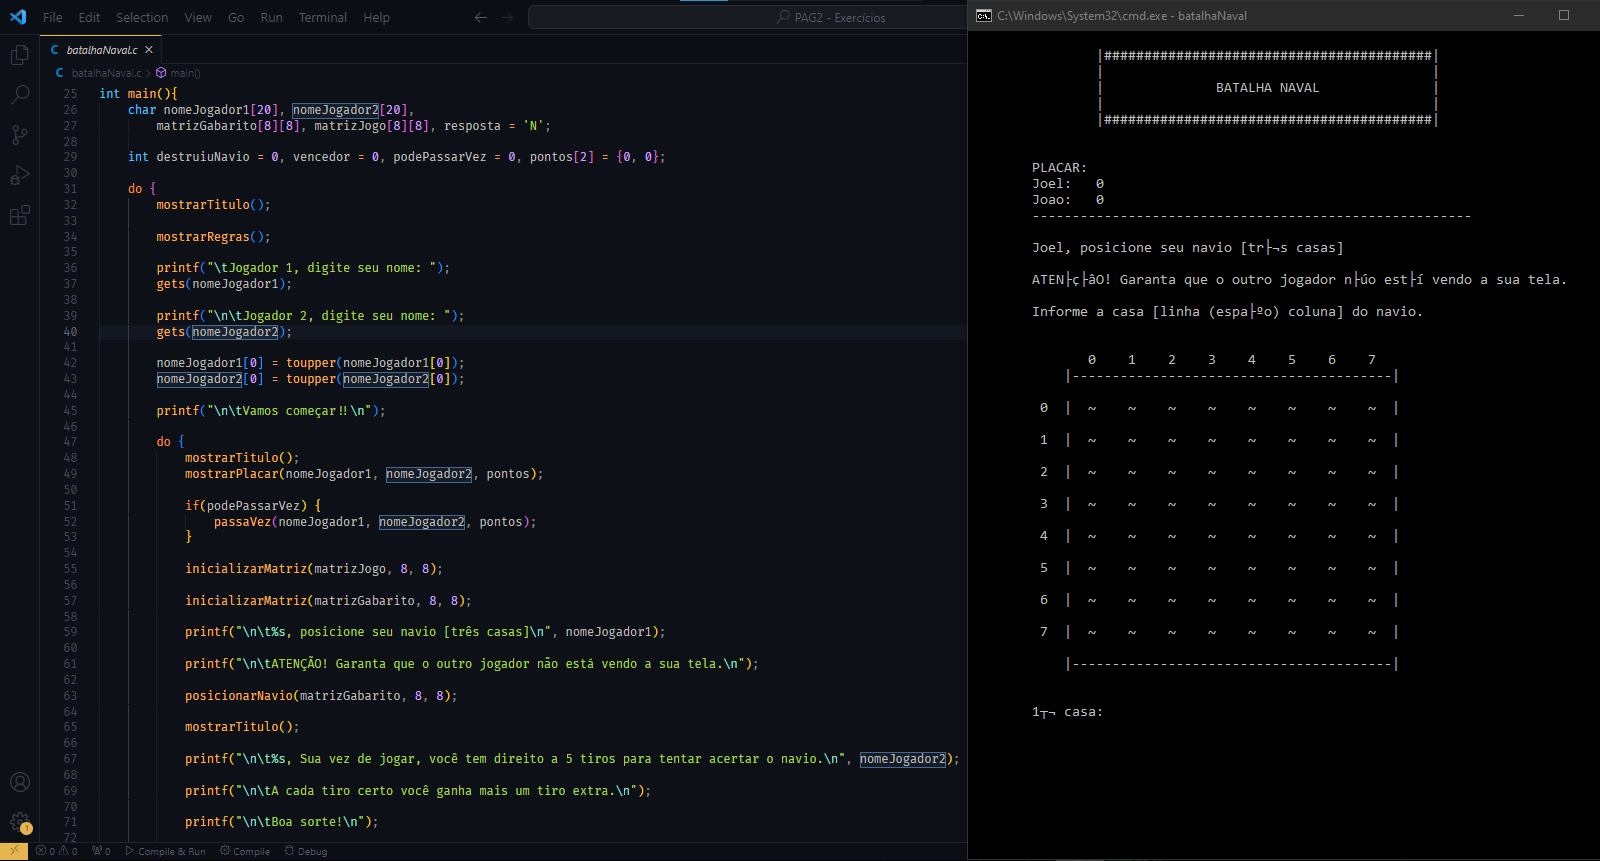 File Edit Selection View Go Run Terminal Help
PAG2 - Exercícios
C batalhaNaval.c ×
C batalhaNaval.c > main()
25 int main(){
26 char nomeJogador1[20], nomeJogador2[20],
27 matrizGabarito[8][8], matrizJogo[8][8], resposta = 'N';
28
29 int destruiuNavio = 0, vencedor = 0, podePassarVez = 0, pontos[2] = {0, 0};
30
31 do {
32 mostrarTitulo();
33
34 mostrarRegras();
35
36 printf("\tJogador 1, digite seu nome: ");
37 gets(nomeJogador1);
38
39 printf("\n\tJogador 2, digite seu nome: ");
40 gets(nomeJogador2);
41
42 nomeJogador1[0] = toupper(nomeJogador1[0]);
43 nomeJogador2[0] = toupper(nomeJogador2[0]);
44
45 printf("\n\tVamos começar!!\n");
46
47 do {
48 mostrarTitulo();
49 mostrarPlacar(nomeJogador1, nomeJogador2, pontos);
50
51 if(podePassarVez) {
52 passaVez(nomeJogador1, nomeJogador2, pontos);
53 }
54
55 inicializarMatriz(matrizJogo, 8, 8);
56
57 inicializarMatriz(matrizGabarito, 8, 8);
58
59 printf("\n\t%s, posicione seu navio [três casas]\n", nomeJogador1);
60
61 printf("\n\tATENÇÃO! Garanta que o outro jogador não está vendo a sua tela.\n");
62
63 posicionarNavio(matrizGabarito, 8, 8);
64
65 mostrarTitulo();
66
67 printf("\n\t%s, Sua vez de jogar, você tem direito a 5 tiros para tentar acertar o navio.\n", nomeJogador2);
68
69 printf("\n\tA cada tiro certo você ganha mais um tiro extra.\n");
70
71 printf("\n\tBoa sorte!\n");
72
1
0 0 0 Compile & Run Compile Debug
C:\Windows\System32\cmd.exe - batalhaNaval
|#########################################|
| |
| BATALHA NAVAL |
| |
|#########################################|
PLACAR:
Joel: 0
Joao: 0
-------------------------------------------------------
Joel, posicione seu navio [tr├¬s casas]
ATEN├ç├âO! Garanta que o outro jogador n├úo est├í vendo a sua tela.
Informe a casa [linha (espa├ºo) coluna] do navio.
0 1 2 3 4 5 6 7
|----------------------------------------|
0 | ~ ~ ~ ~ ~ ~ ~ ~ |
1 | ~ ~ ~ ~ ~ ~ ~ ~ |
2 | ~ ~ ~ ~ ~ ~ ~ ~ |
3 | ~ ~ ~ ~ ~ ~ ~ ~ |
4 | ~ ~ ~ ~ ~ ~ ~ ~ |
5 | ~ ~ ~ ~ ~ ~ ~ ~ |
6 | ~ ~ ~ ~ ~ ~ ~ ~ |
7 | ~ ~ ~ ~ ~ ~ ~ ~ |
|----------------------------------------|
1┬¬ casa: